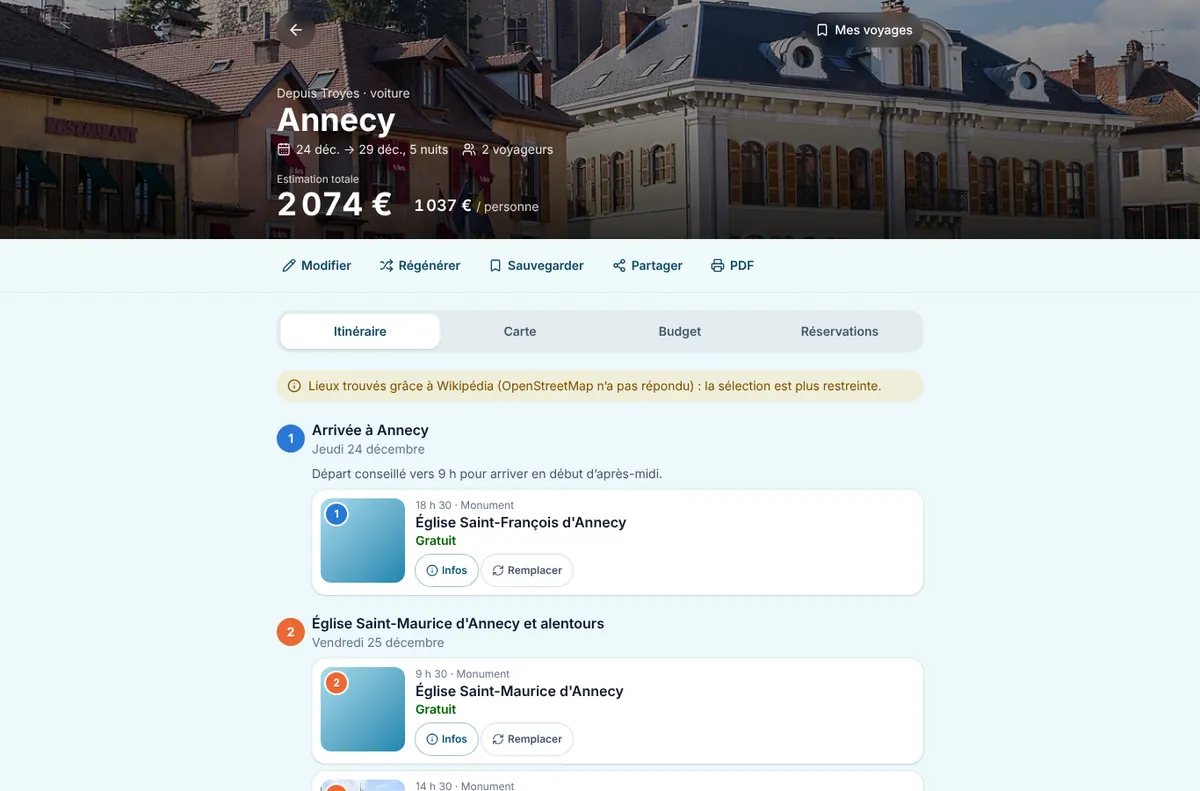 Mes voyages
Depuis Troyes · voiture
Annecy
24 déc. → 29 déc., 5 nuits 2 voyageurs
Estimation totale
2 074 € 1 037 € / personne
RESTAURANT
Modifier Régénérer Sauvegarder Partager PDF
Itinéraire Carte Budget Réservations
Lieux trouvés grâce à Wikipédia (OpenStreetMap n’a pas répondu) : la sélection est plus restreinte.
1 Arrivée à Annecy
Jeudi 24 décembre
Départ conseillé vers 9 h pour arriver en début d’après-midi.
1 18 h 30 · Monument
Église Saint-François d'Annecy
Gratuit
Infos Remplacer
2 Église Saint-Maurice d'Annecy et alentours
Vendredi 25 décembre
2 9 h 30 · Monument
Église Saint-Maurice d'Annecy
Gratuit
Infos Remplacer
14 h 30 · Monument